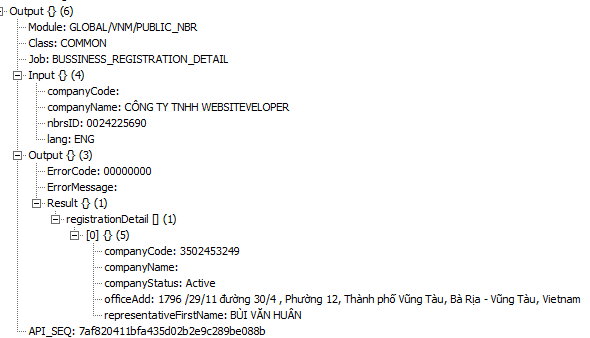 Output {} (6)
Module: GLOBAL/VNM/PUBLIC_NBR
Class: COMMON
Job: BUSSINESS_REGISTRATION_DETAIL
Input {} (4)
companyCode:
companyName: CÔNG TY TNHH WEBSITEVELOPER
nbrsID: 0024225690
lang: ENG
Output {} (3)
ErrorCode: 00000000
ErrorMessage:
Result {} (1)
registrationDetail [] (1)
[0] {} (5)
companyCode: 3502453249
companyName:
companyStatus: Active
officeAdd: 1796 /29/11 đường 30/4 , Phường 12, Thành phố Vũng Tàu, Bà Rịa - Vũng Tàu, Vietnam
representativeFirstName: BÙI VĂN HUÂN
API_SEQ: 7af820411bfa435d02b2e9c289be088b